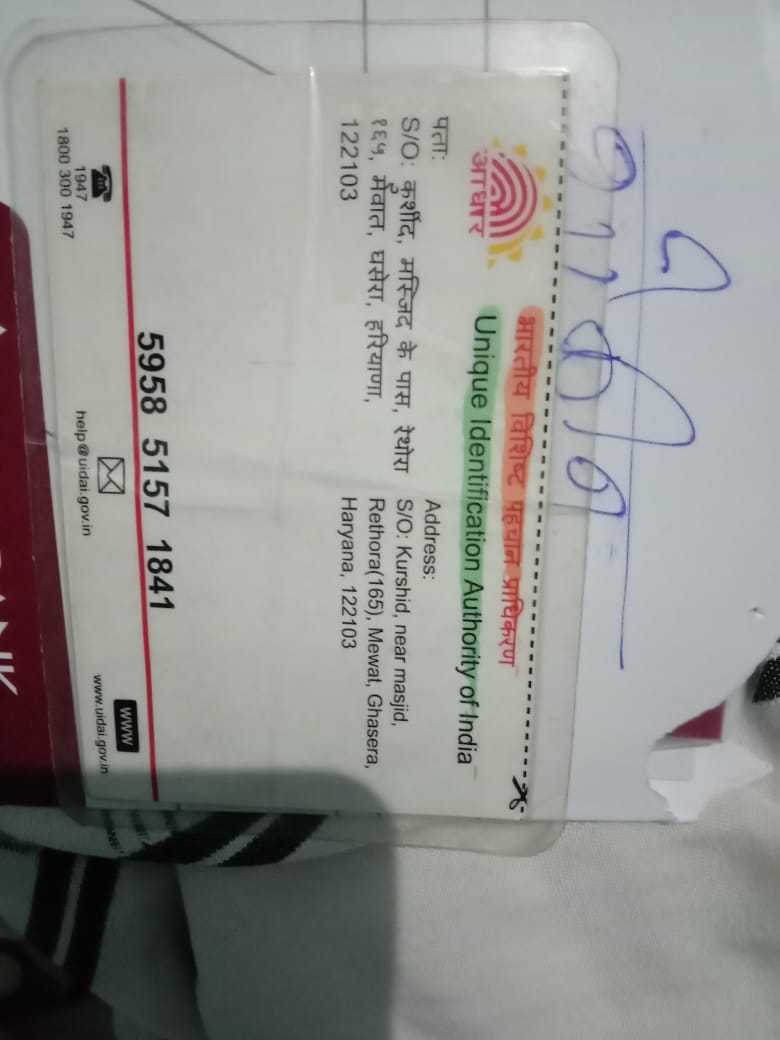 भारतीय विशिष्ट पहचान प्राधिकरण
Unique Identification Authority of India
आधार
पता:
S/O: कुर्शीद, मस्जिद के पास, रेथोरा
१६५, मेवात, घसेरा, हरियाणा,
122103
Address:
S/O: Kurshid, near masjid,
Rethora(165), Mewat, Ghasera,
Haryana, 122103
5958 5157 1841
1947
1800 300 1947
help@uidai.gov.in
www
www.uidai.gov.in